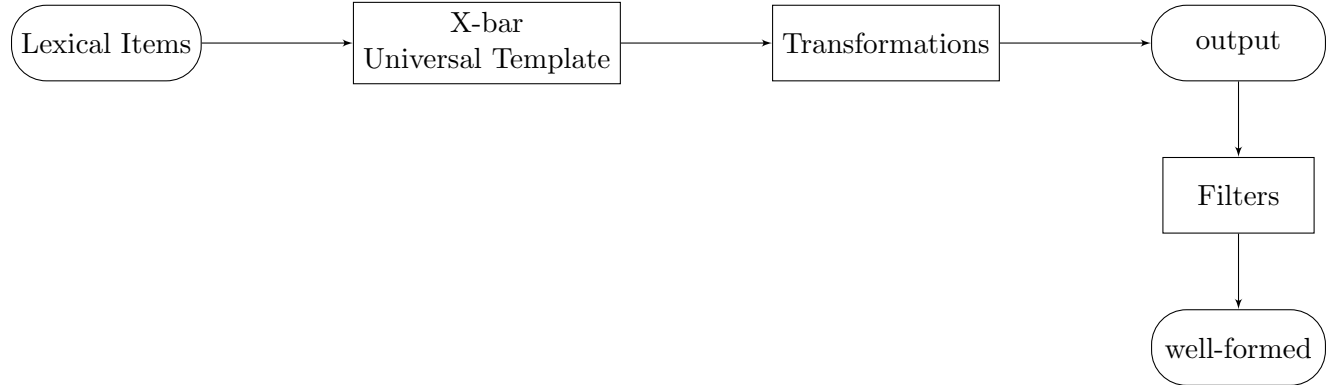 Lexical Items
X-bar
Universal Template
Transformations
output
Filters
well-formed